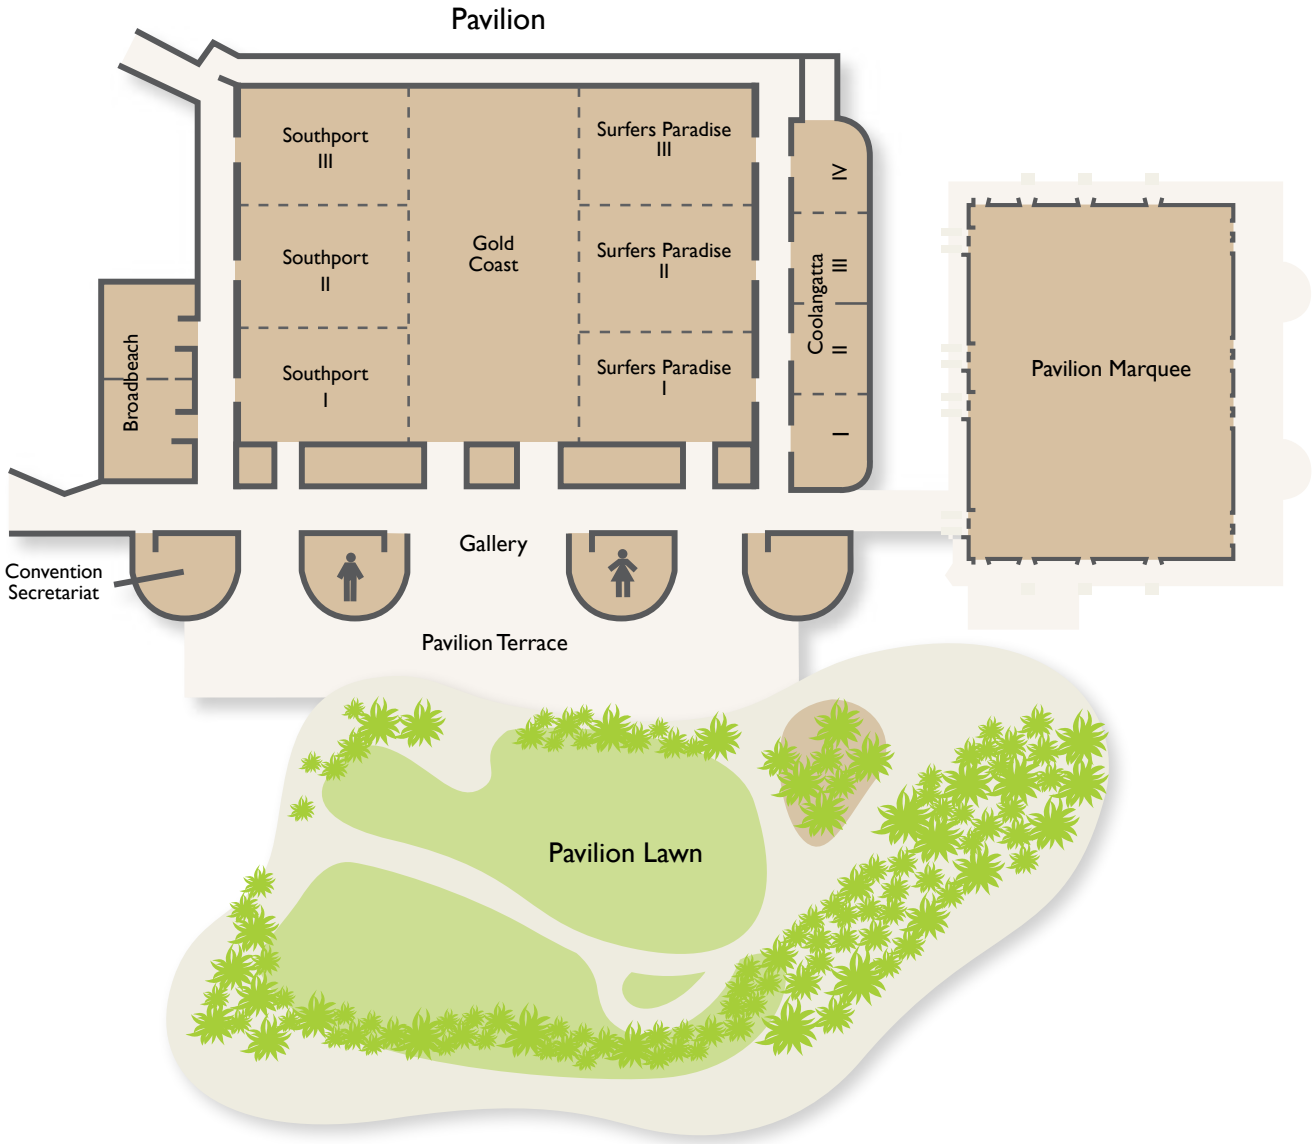 Pavilion
Southport
III
Surfers Paradise
III
IV
Southport
II
Gold
Coast
Surfers Paradise
II
III
Coolangatta
Broadbeach
Southport
I
Surfers Paradise
I
II
I
Pavilion Marquee
Gallery
Convention
Secretariat
Pavilion Terrace
Pavilion Lawn